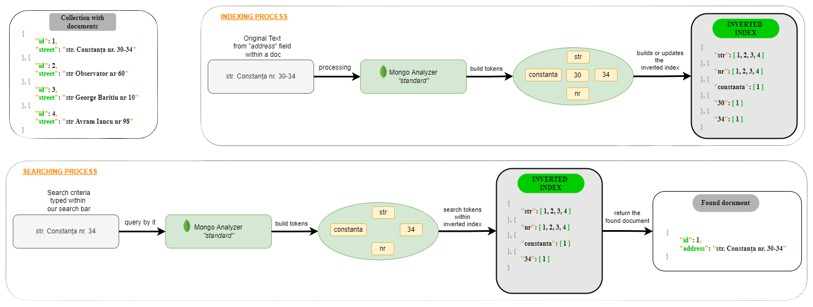 Collection with
documents
{
"id": 1,
"street": "str. Constanța nr. 30-34"
}, {
"id": 2,
"street": "str Observator nr 60"
}, {
"id": 3,
"street": "str George Baritiu nr 10"
}, {
"id": 4,
"street": "str Avram Iancu nr 98"
}
INDEXING PROCESS
Original Text
from "address" field
within a doc
str. Constanța nr. 30-34
processing
Mongo Analyzer
"standard"
build tokens
str
constanta
30
34
nr
builds or updates
the
inverted index
INVERTED
INDEX
{
"str": [ 1, 2, 3, 4 ]
}, {
"nr": [ 1, 2, 3, 4 ]
}, {
"constanta": [ 1 ]
}, {
"30": [ 1 ]
}, {
"34": [ 1 ]
}
SEARCHING PROCESS
Search criteria
typed within
our search bar
str. Constanța nr. 34
query by it
Mongo Analyzer
"standard"
build tokens
str
constanta
34
nr
search tokens
within
inverted index
INVERTED
INDEX
{
"str": [ 1, 2, 3, 4 ]
}, {
"nr": [ 1, 2, 3, 4 ]
}, {
"constanta": [ 1 ]
}, {
"34": [ 1 ]
}
return the
found document
Found document
{
"id": 1,
"address": "str. Constanța nr. 30-34"
}